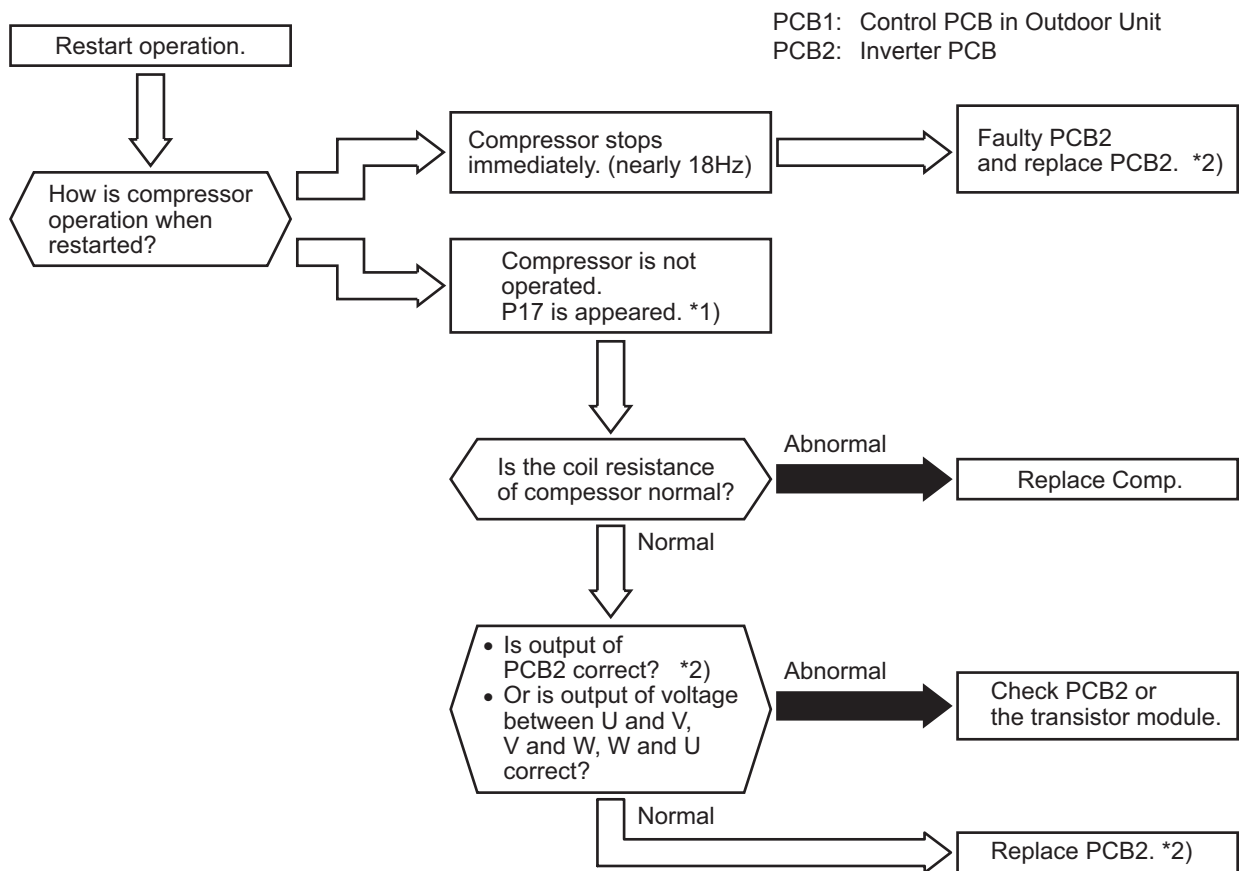 PCB1: Control PCB in Outdoor Unit
PCB2: Inverter PCB
Restart operation.
How is compressor
operation when
restarted?
Compressor stops
immediately. (nearly 18Hz)
Faulty PCB2
and replace PCB2. *2)
Compressor is not
operated.
P17 is appeared. *1)
Is the coil resistance
of compessor normal?
Abnormal
Replace Comp.
Normal
• Is output of
PCB2 correct? *2)
• Or is output of voltage
between U and V,
V and W, W and U
correct?
Abnormal
Check PCB2 or
the transistor module.
Normal
Replace PCB2. *2)